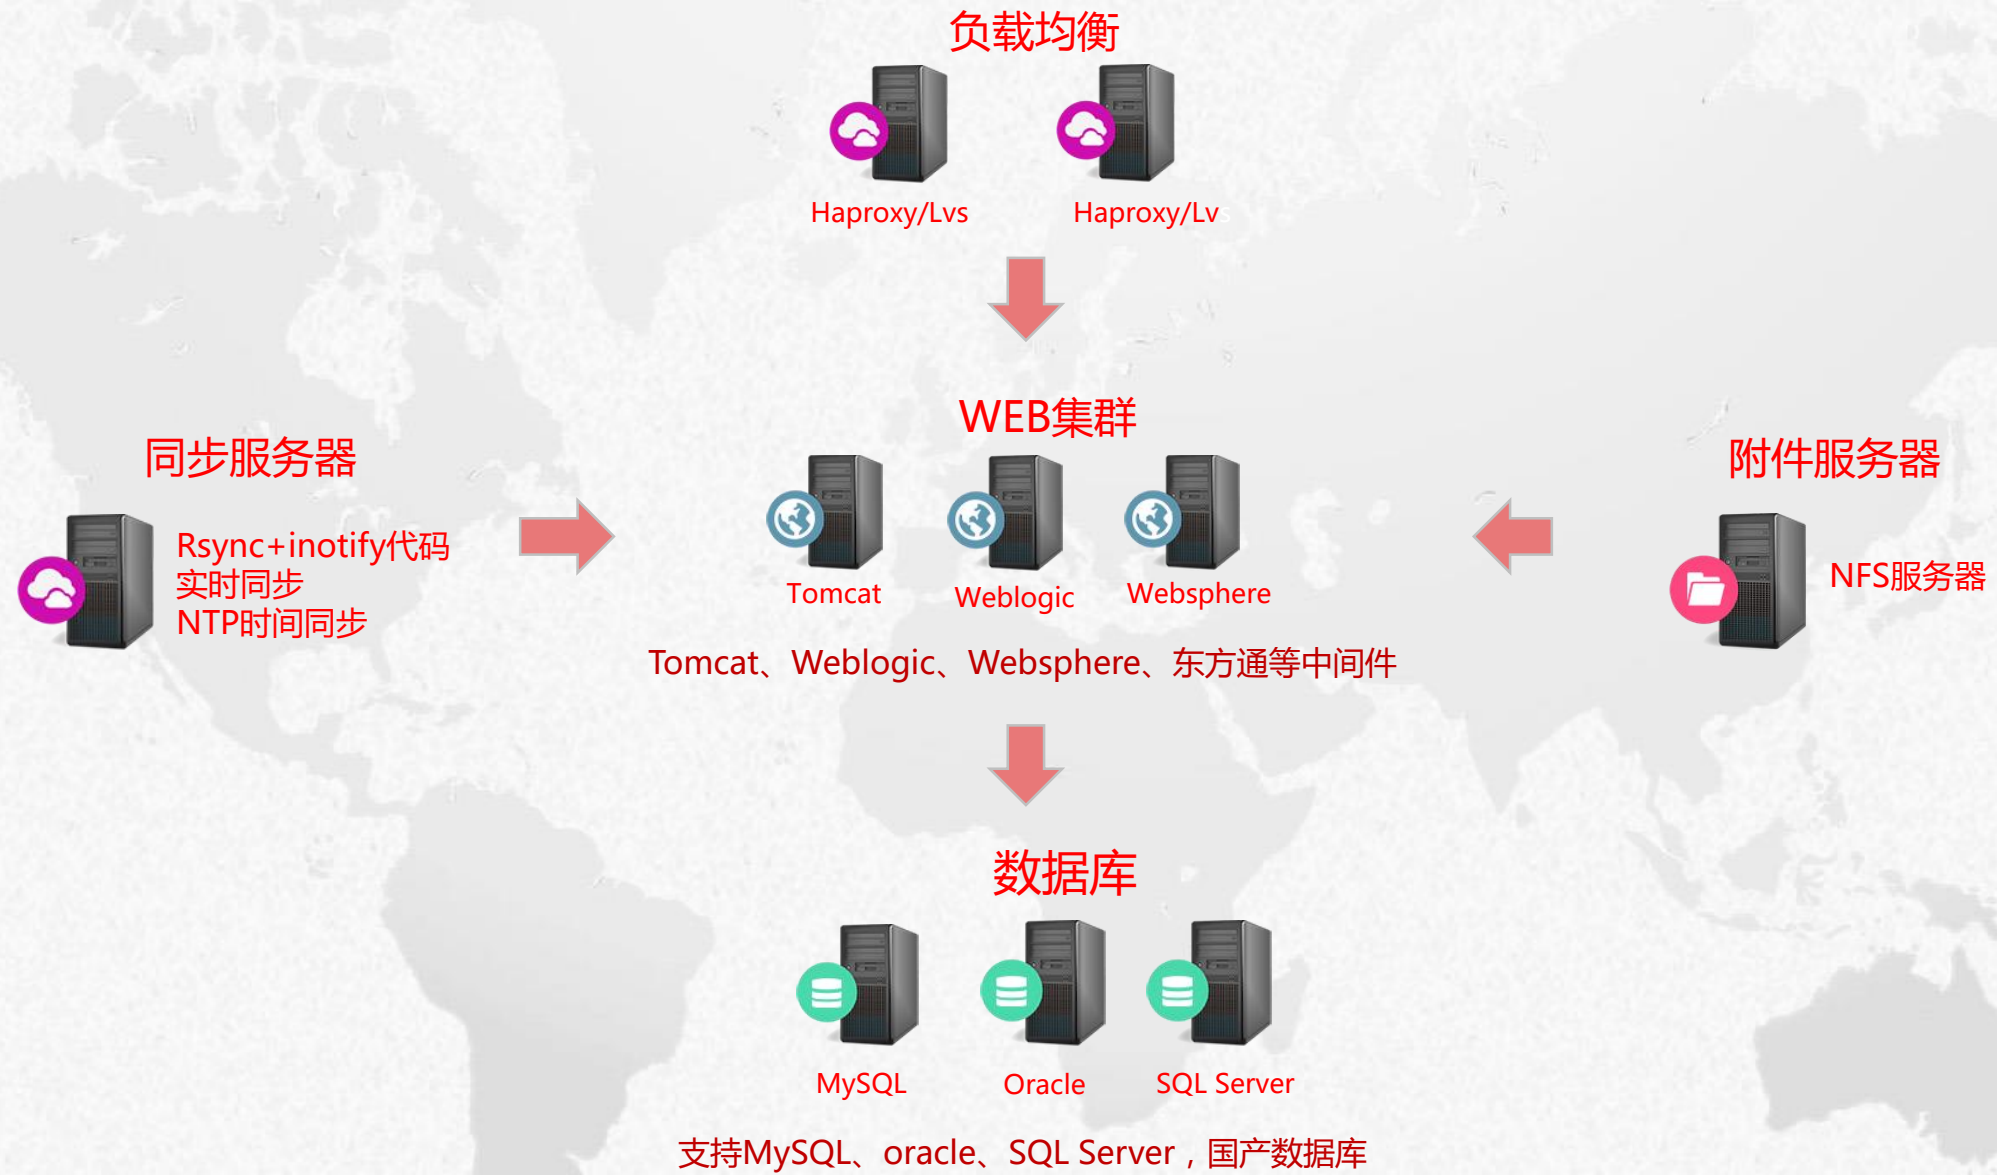 负载均衡
Haproxy/Lvs
Haproxy/Lvs
WEB集群
同步服务器
Rsync+inotify代码
实时同步
NTP时间同步
Tomcat
Weblogic
Websphere
Tomcat、Weblogic、Websphere、东方通等中间件
附件服务器
NFS服务器
数据库
MySQL
Oracle
SQL Server
支持MySQL、oracle、SQL Server，国产数据库